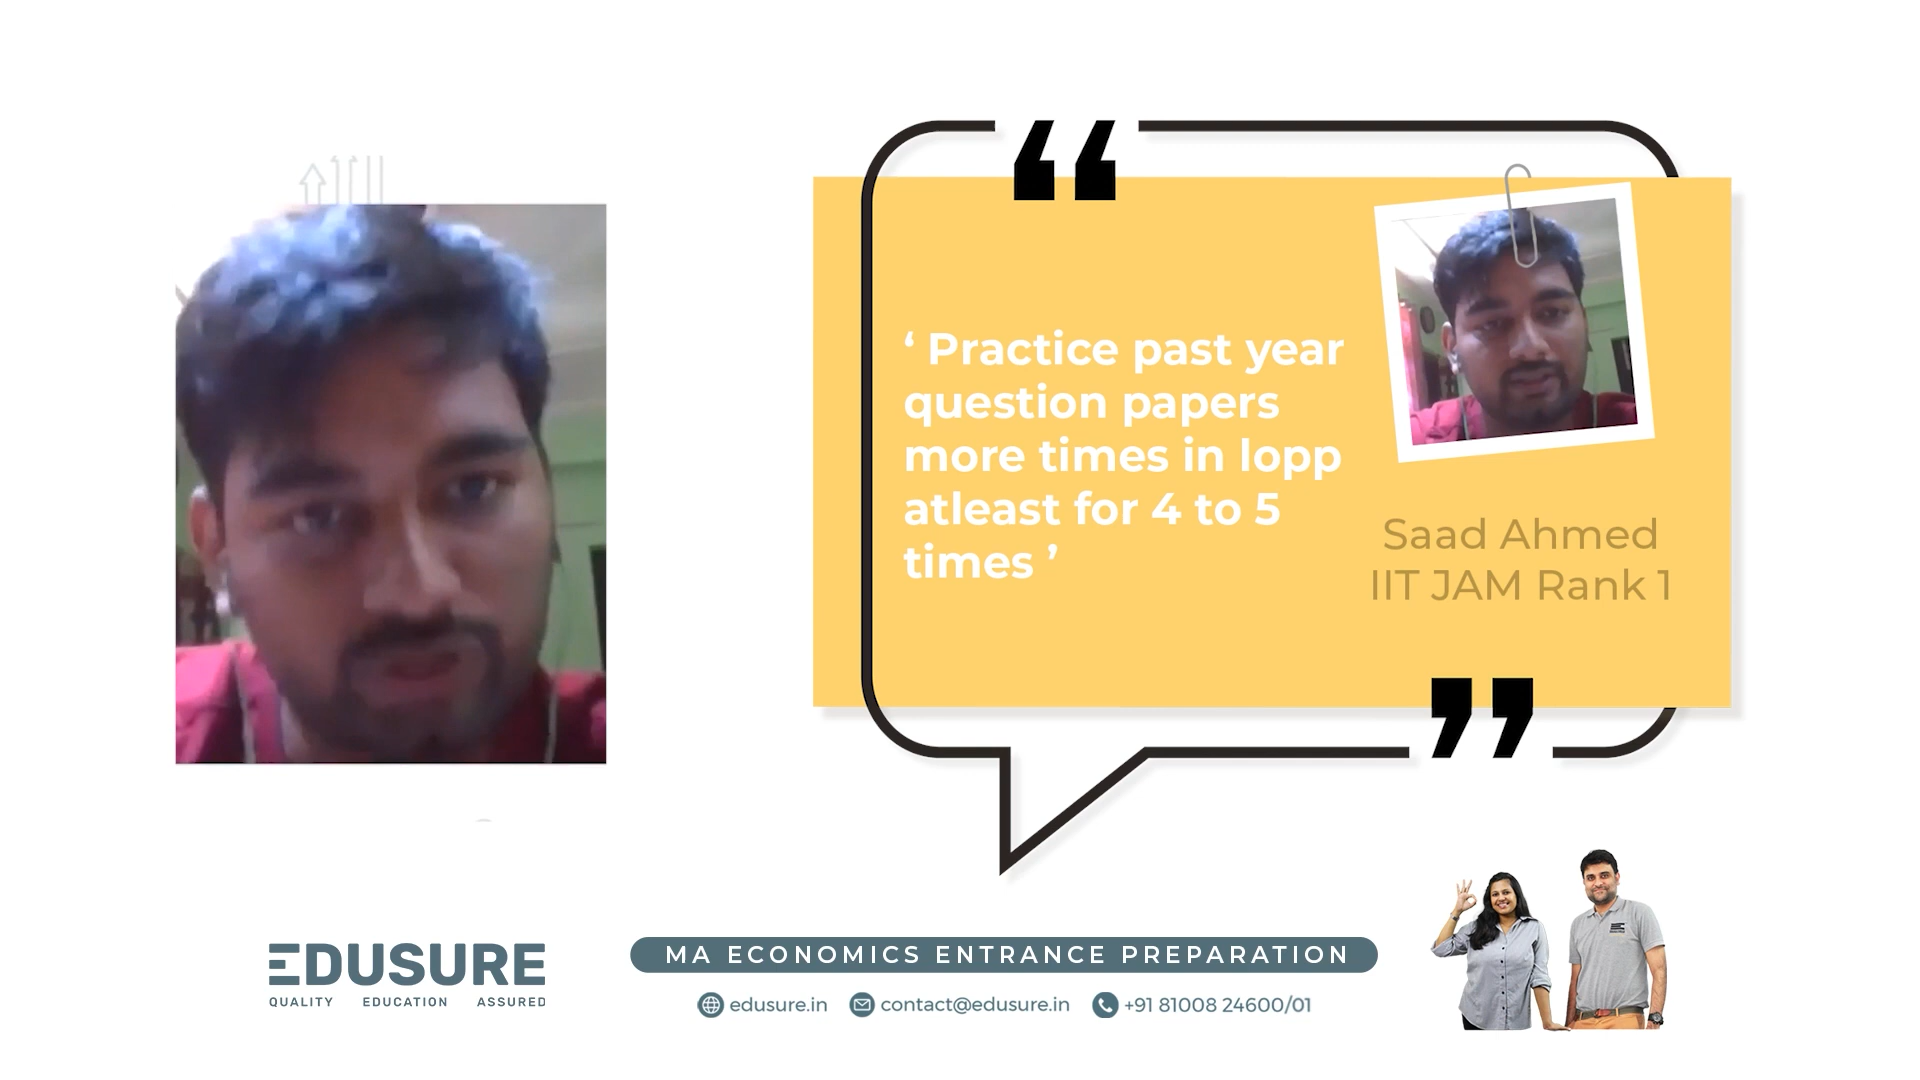 ‘ Practice past year
question papers
more times in lopp
atleast for 4 to 5
times ’
Saad Ahmed
IIT JAM Rank 1
EDUSURE
QUALITY EDUCATION ASSURED
MA ECONOMICS ENTRANCE PREPARATION
edusure.in contact@edusure.in +91 81008 24600/01